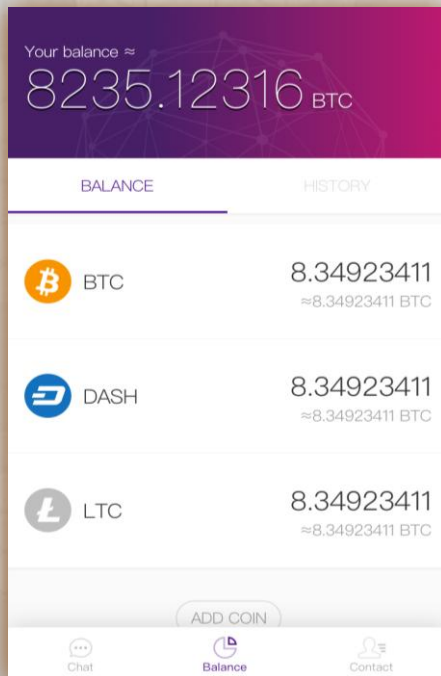 Your balance ≈
8235.12316 BTC
BALANCE HISTORY
BTC 8.34923411
≈8.34923411 BTC
DASH 8.34923411
≈8.34923411 BTC
LTC 8.34923411
≈8.34923411 BTC
ADD COIN
Chat Balance Contact